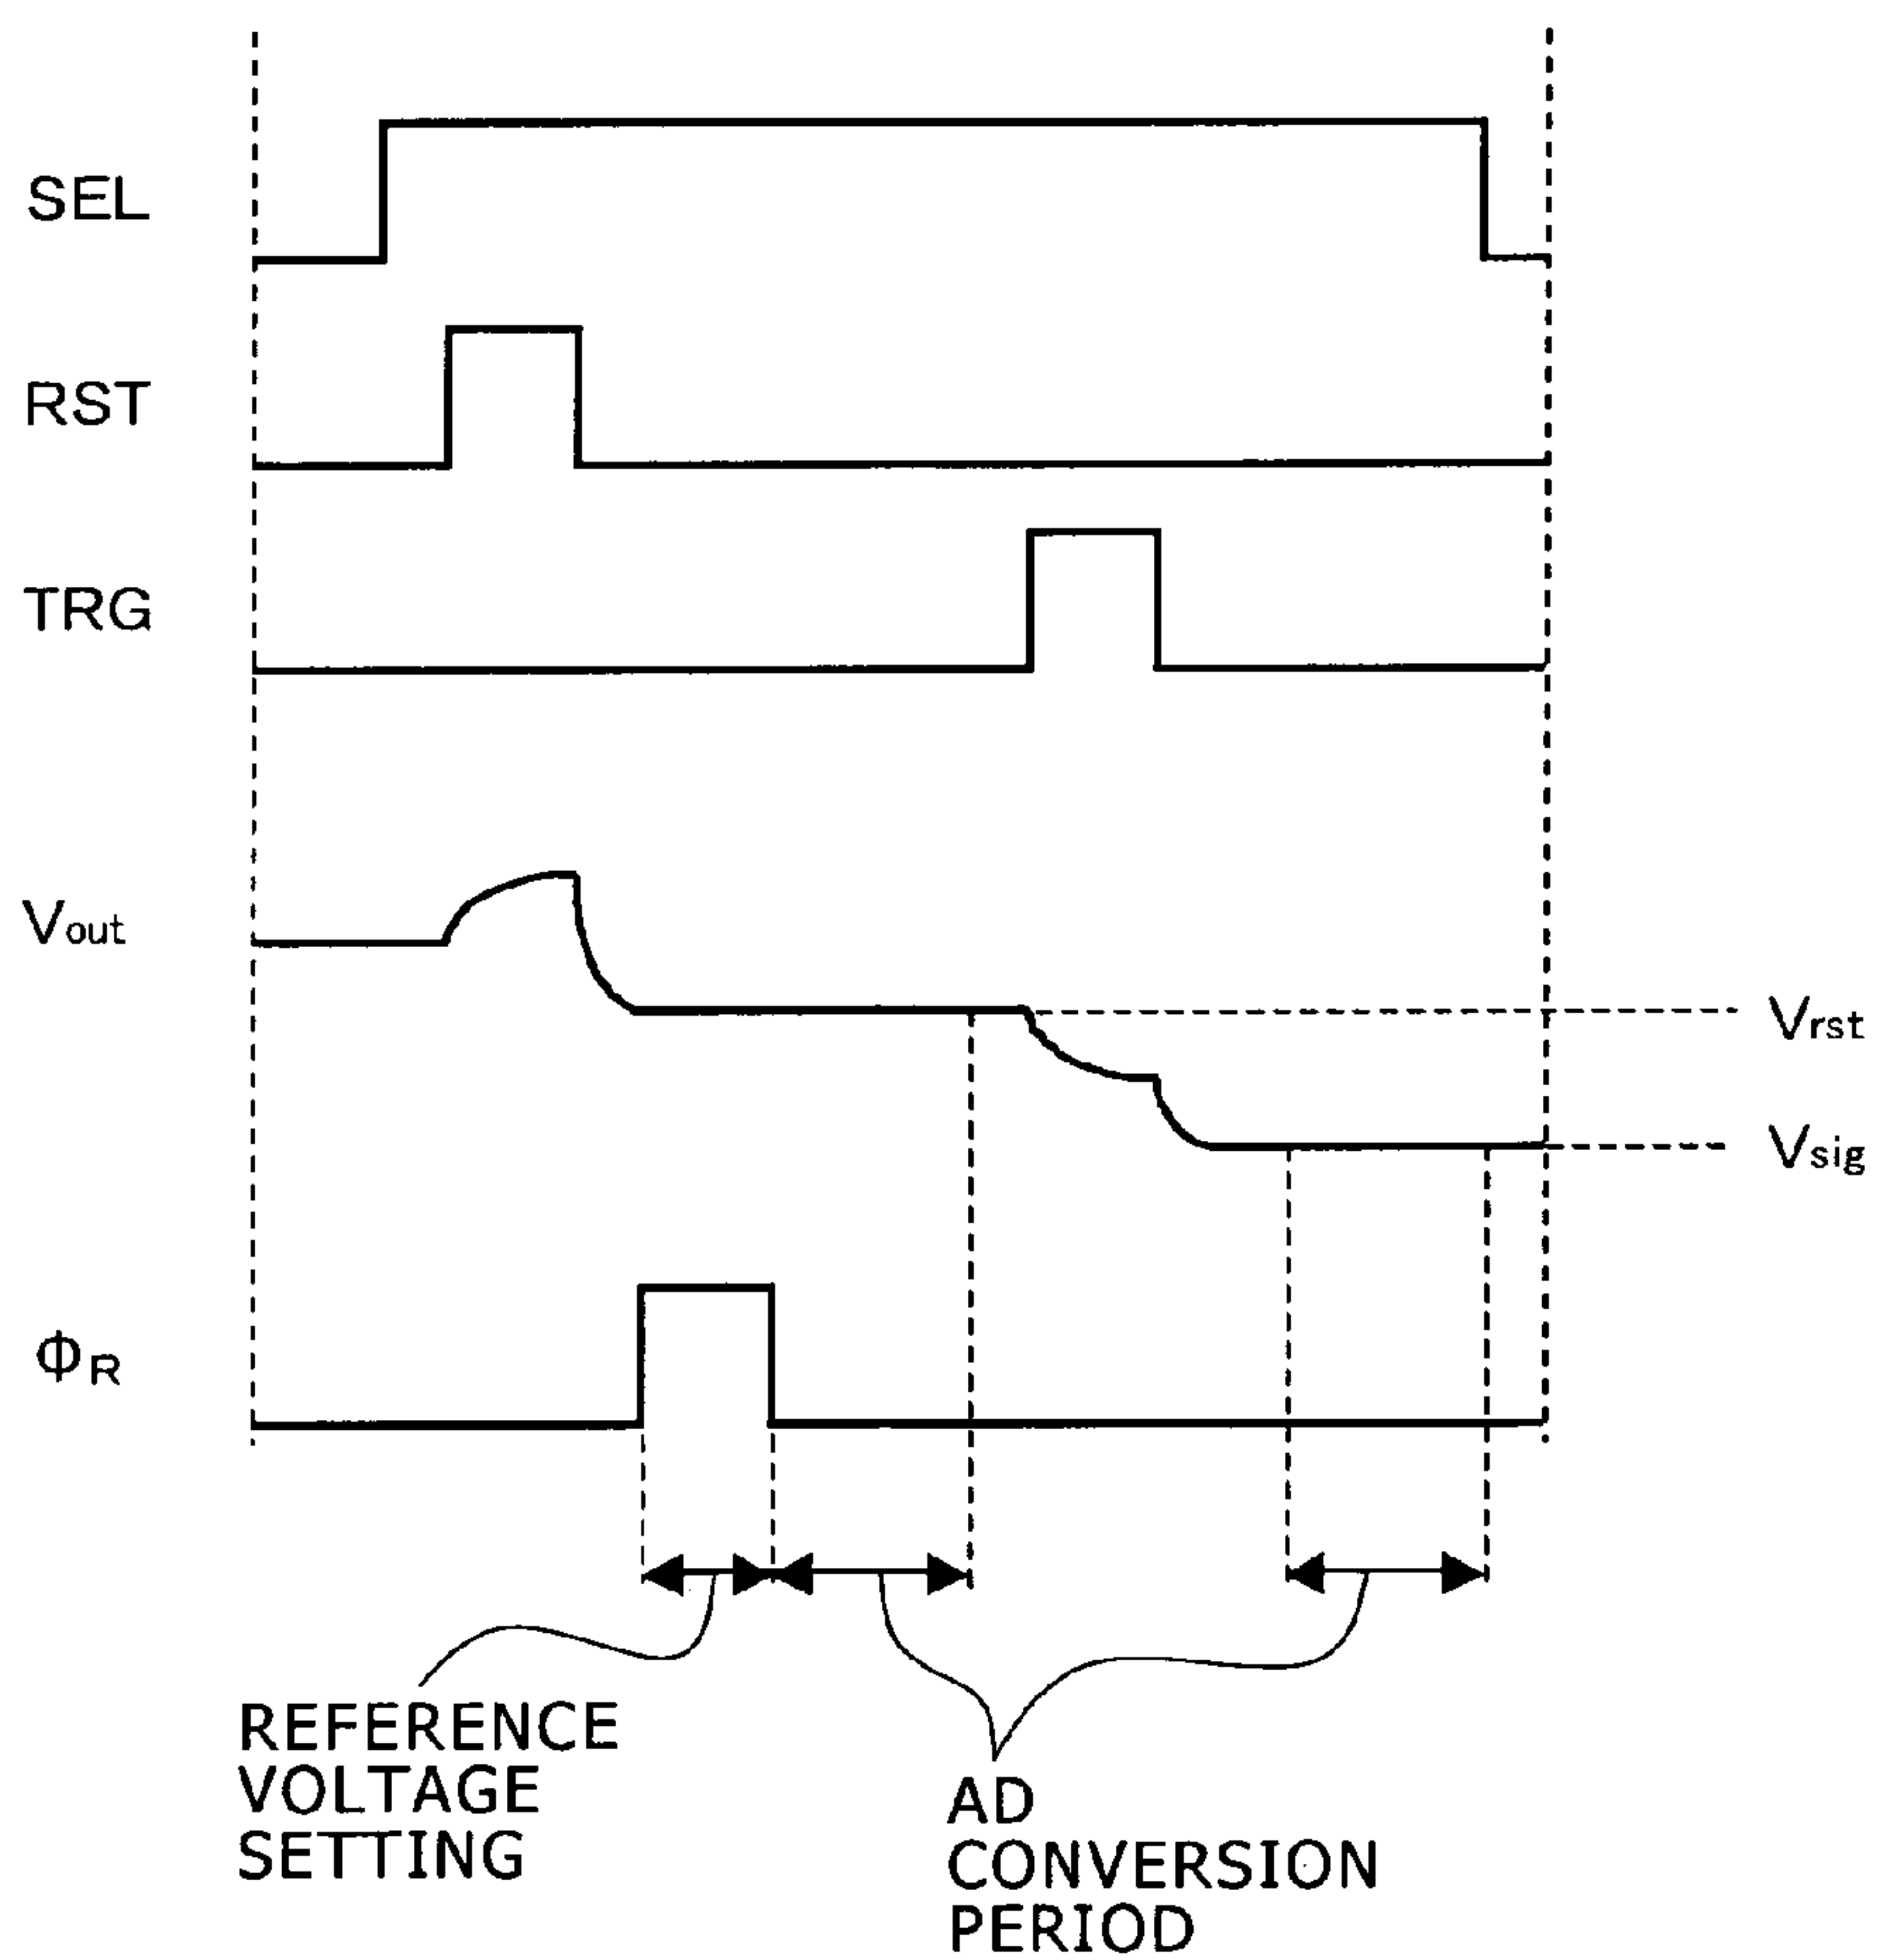 SEL
RST
TRG
Vout
Vrst
Vsig
ΦR
REFERENCE
VOLTAGE
SETTING
AD
CONVERSION
PERIOD